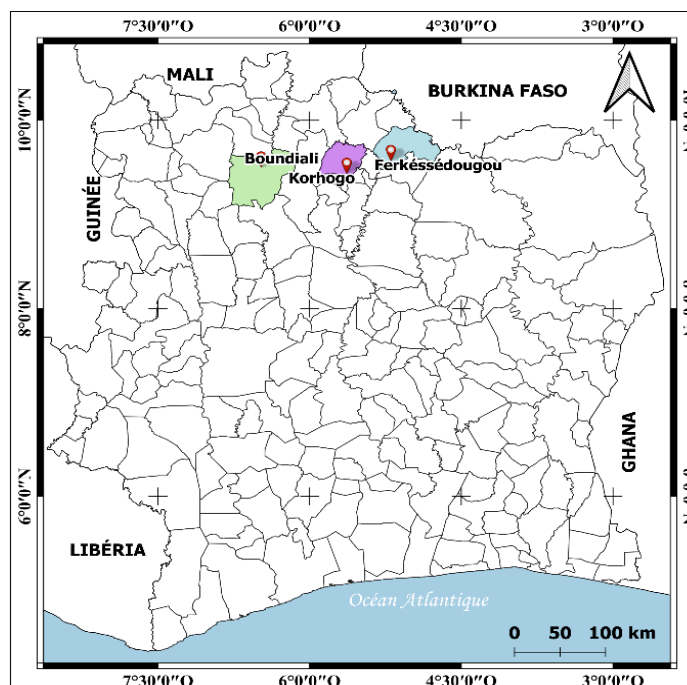 7°30'0"O 6°0'0"O 4°30'0"O 3°0'0"O
MALI
BURKINA FASO
10°0'0"N
Boundiali
Korhogo
Ferkéssédougou
GUINÉE
8°0'0"N
GHANA
6°0'0"N
LIBÉRIA
Océan Atlantique
0 50 100 km
7°30'0"O 6°0'0"O 4°30'0"O 3°0'0"O